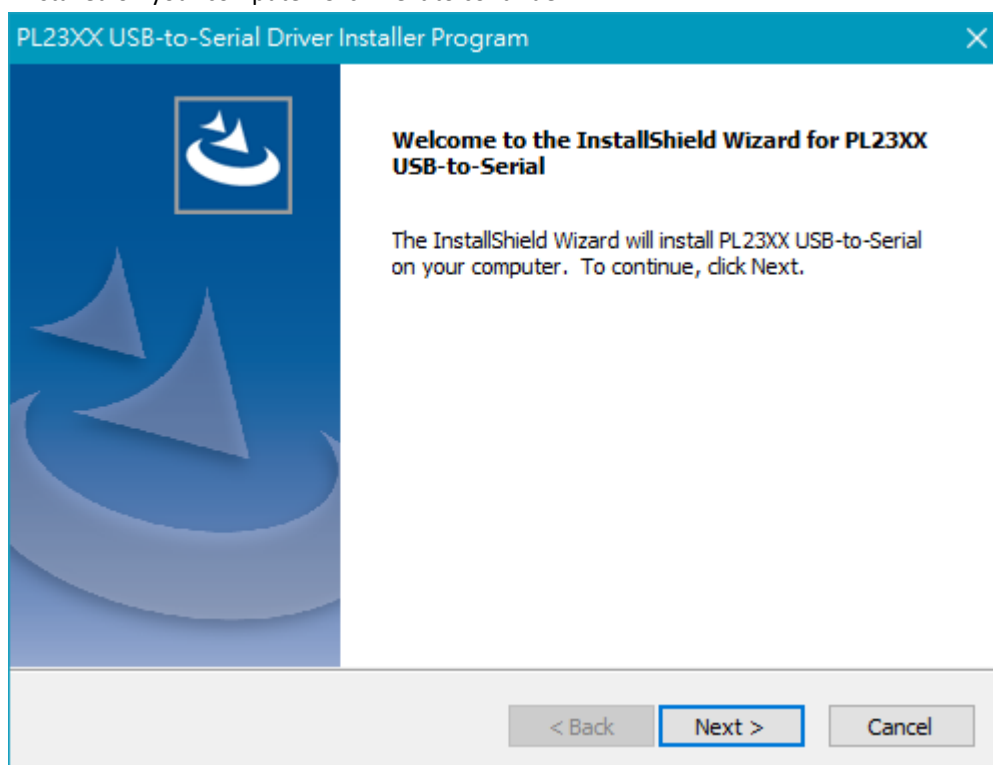 PL23XX USB-to-Serial Driver Installer Program
Welcome to the InstallShield Wizard for PL23XX
USB-to-Serial
The InstallShield Wizard will install PL23XX USB-to-Serial
on your computer. To continue, click Next.
< Back
Next >
Cancel